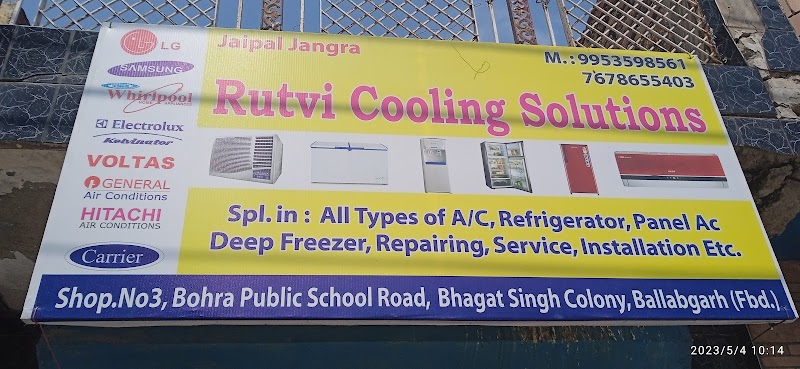 LG
SAMSUNG
Whirlpool
Electrolux
Kelvinator
VOLTAS
GENERAL
Air Conditions
HITACHI
AIR CONDITIONS
Carrier
Jaipal Jangra
M.: 9953598561
7678655403
Rutvi Cooling Solutions
Spl. in : All Types of A/C, Refrigerator, Panel Ac
Deep Freezer, Repairing, Service, Installation Etc.
Shop.No3, Bohra Public School Road, Bhagat Singh Colony, Ballabgarh (Fbd.)
2023/5/4 10:14